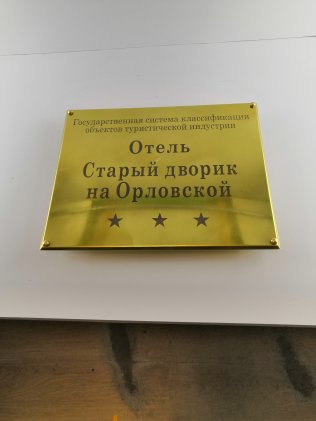 Государственная система классификации
объектов туристической индустрии
Отель
Старый дворик
на Орловской
★ ★ ★